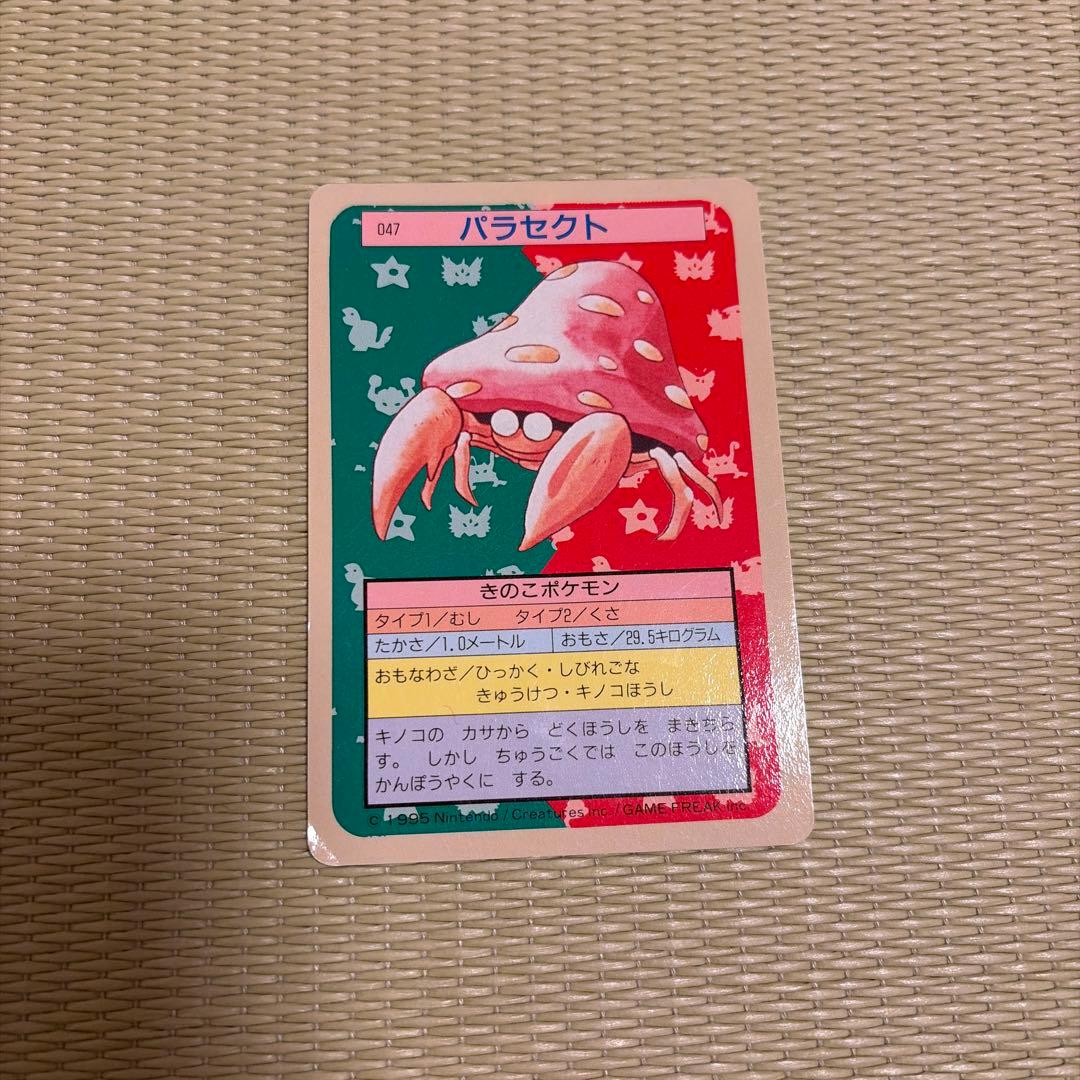 047 パラセクト
きのこポケモン
タイプ1/むし タイプ2/くさ
たかさ/1.0メートル おもさ/29.5キログラム
おもなわざ/ひっかく・しびれごな
きゅうけつ・キノコほうし
キノコの カサから どくほうしを まきちら
す。 しかし ちゅうごくでは このほうしを
かんぽうやくに する。
© 1995 Nintendo/Creatures inc./GAME FREAK inc.